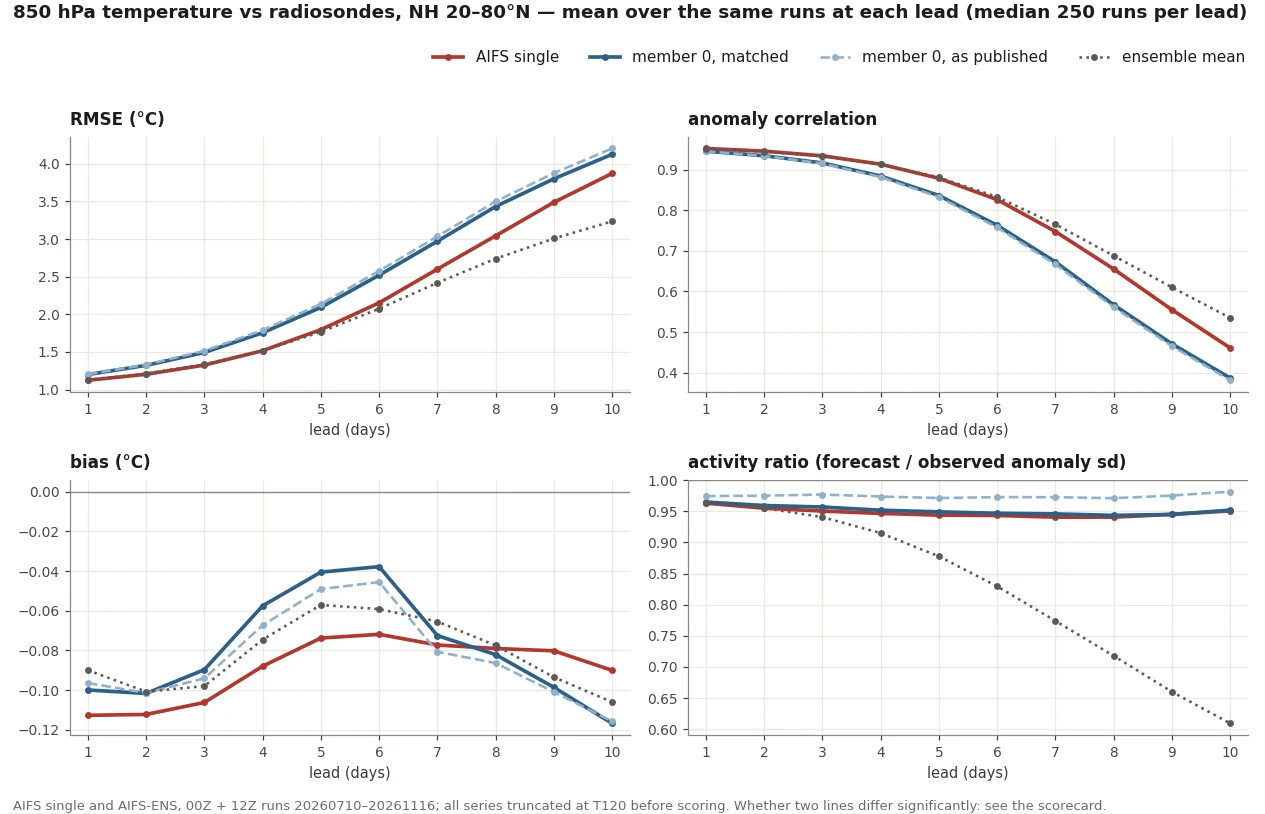 850 hPa temperature vs radiosondes, NH 20–80°N — mean over the same runs at each lead (median 250 runs per lead)
AIFS single member 0, matched member 0, as published ensemble mean
RMSE (°C)
4.0
3.5
3.0
2.5
2.0
1.5
1.0
1 2 3 4 5 6 7 8 9 10
lead (days)
anomaly correlation
0.9
0.8
0.7
0.6
0.5
0.4
1 2 3 4 5 6 7 8 9 10
lead (days)
bias (°C)
0.00
−0.02
−0.04
−0.06
−0.08
−0.10
−0.12
1 2 3 4 5 6 7 8 9 10
lead (days)
activity ratio (forecast / observed anomaly sd)
1.00
0.95
0.90
0.85
0.80
0.75
0.70
0.65
0.60
1 2 3 4 5 6 7 8 9 10
lead (days)
AIFS single and AIFS-ENS, 00Z + 12Z runs 20260710–20261116; all series truncated at T120 before scoring. Whether two lines differ significantly: see the scorecard.